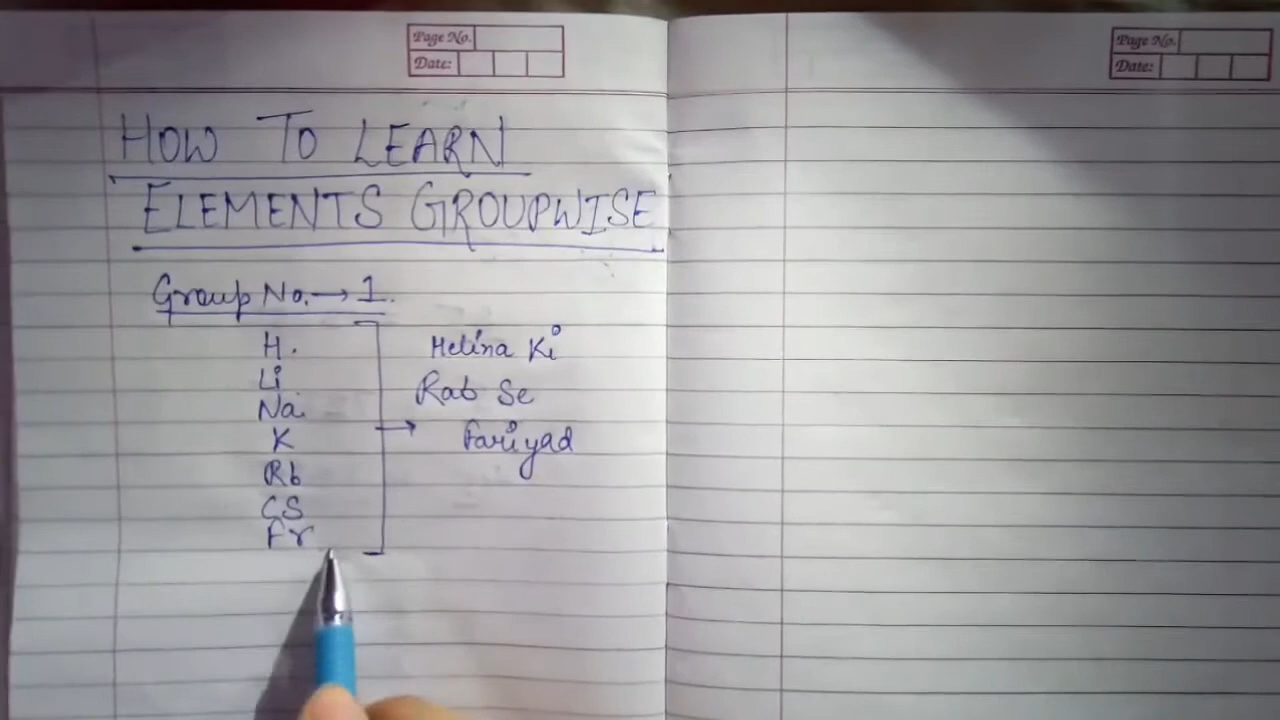 Page No.
Date:
Page No.
Date:
HOW TO LEARN
ELEMENTS GROUPWISE
Group No. → 1.
H.
Li
Na
K
Rb
CS
Fr
Helina Ki
Rab Se
Fariyad